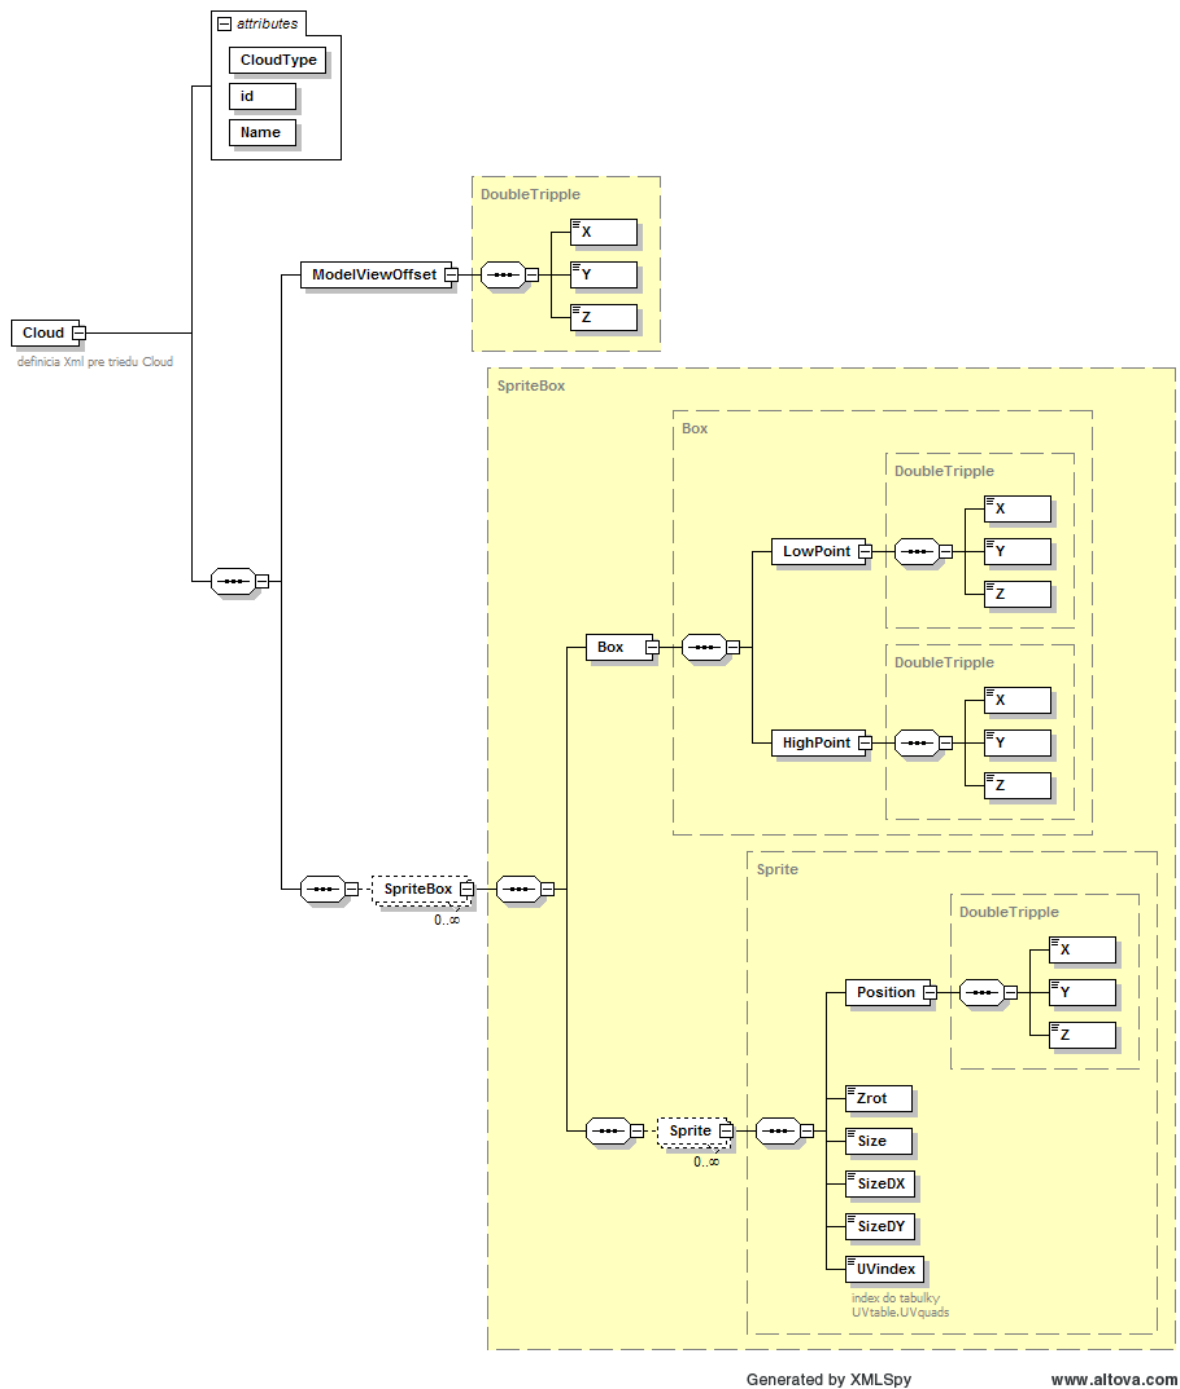 attributes
CloudType
id
Name
DoubleTripple
X
ModelViewOffset
Y
Z
Cloud
definicia Xml pre triedu Cloud
SpriteBox
Box
DoubleTripple
X
LowPoint
Y
Z
Box
DoubleTripple
X
HighPoint
Y
Z
Sprite
SpriteBox
0..∞
DoubleTripple
X
Position
Y
Z
Zrot
Sprite
0..∞
Size
SizeDX
SizeDY
UVindex
index do tabulky
UVtable.UVquads
Generated by XMLSpy
www.altova.com